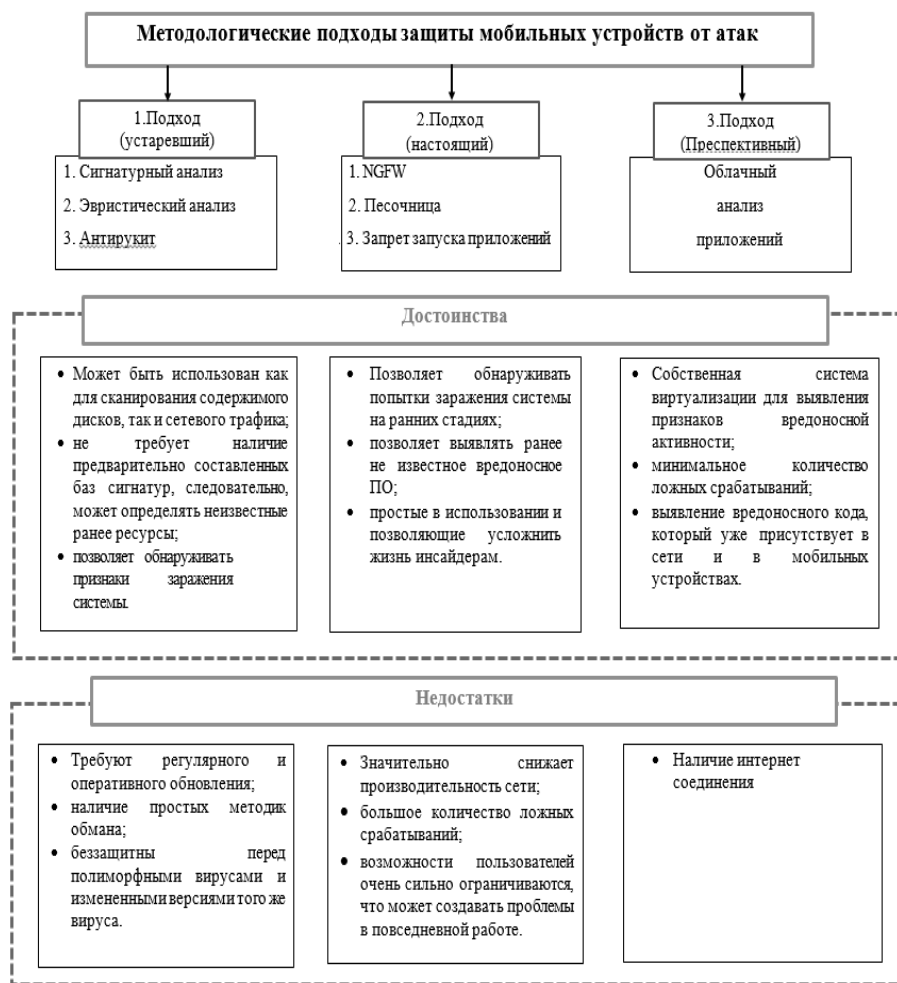 Методологические подходы защиты мобильных устройств от атак
1.Подход
(устаревший)
1. Сигнатурный анализ
2. Эвристический анализ
3. Антирукит
2.Подход
(настоящий)
1. NGFW
2. Песочница
3. Запрет запуска приложений
3.Подход
(Преспективный)
Облачный
анализ
приложений
Достоинства
• Может быть использован как
для сканирования содержимого
дисков, так и сетевого трафика;
• не требует наличие
предварительно составленных
баз сигнатур, следовательно,
может определять неизвестные
ранее ресурсы;
• позволяет обнаруживать
признаки заражения
системы.
• Позволяет обнаруживать
попытки заражения системы
на ранних стадиях;
• позволяет выявлять ранее
не известное вредоносное
ПО;
• простые в использовании и
позволяющие усложнить
жизнь инсайдерам.
• Собственная система
виртуализации для выявления
признаков вредоносной
активности;
• минимальное количество
ложных срабатываний;
• выявление вредоносного кода,
который уже присутствует в
сети и в мобильных
устройствах.
Недостатки
• Требуют регулярного и
оперативного обновления;
• наличие простых методик
обмана;
• беззащитны перед
полиморфными вирусами и
измененными версиями того же
вируса.
• Значительно снижает
производительность сети;
• большое количество ложных
срабатываний;
• возможности пользователей
очень сильно ограничиваются,
что может создавать проблемы
в повседневной работе.
• Наличие интернет
соединения